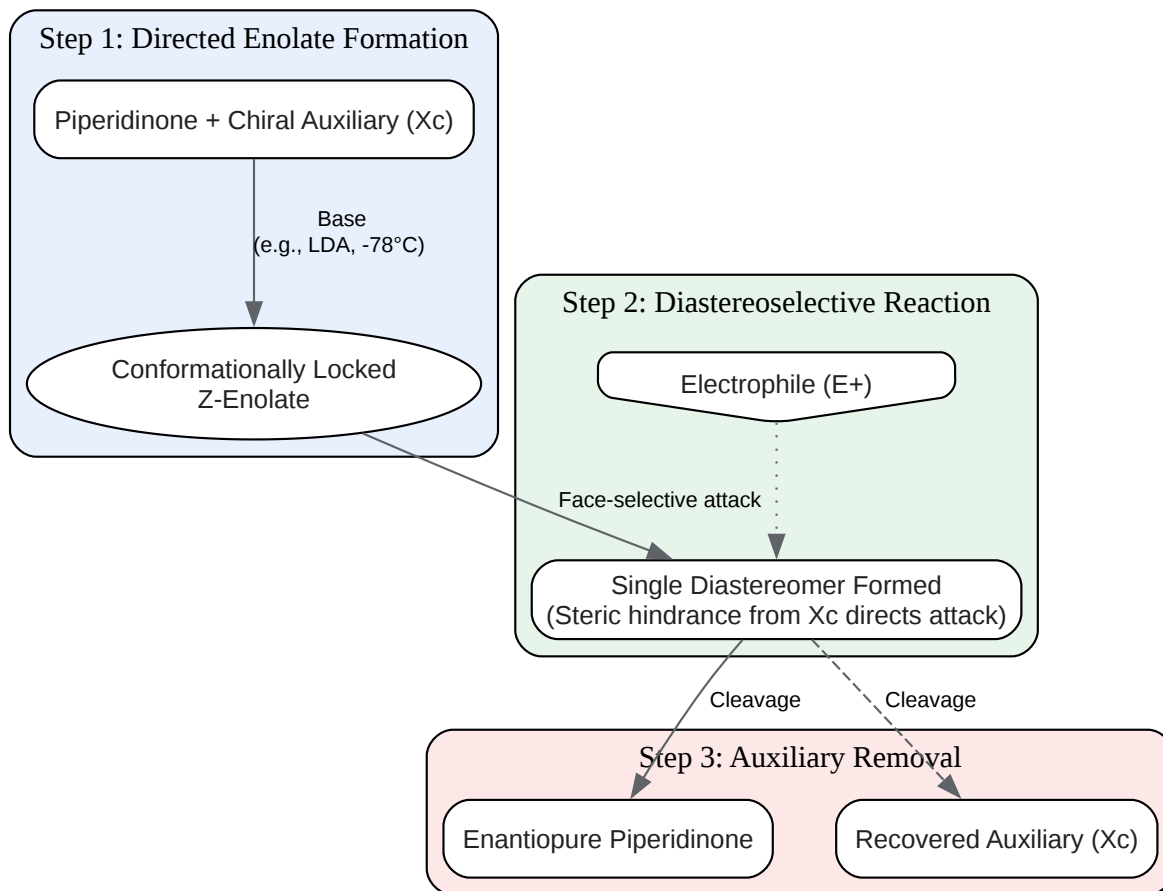 Step 1: Directed Enolate Formation
Piperidinone + Chiral Auxiliary (Xc)
Base
(e.g., LDA, -78°C)
Conformationally Locked
Z-Enolate
Step 2: Diastereoselective Reaction
Electrophile (E+)
Face-selective attack
Single Diastereomer Formed
(Steric hindrance from Xc directs attack)
Cleavage
Cleavage
Step 3: Auxiliary Removal
Enantiopure Piperidinone
Recovered Auxiliary (Xc)